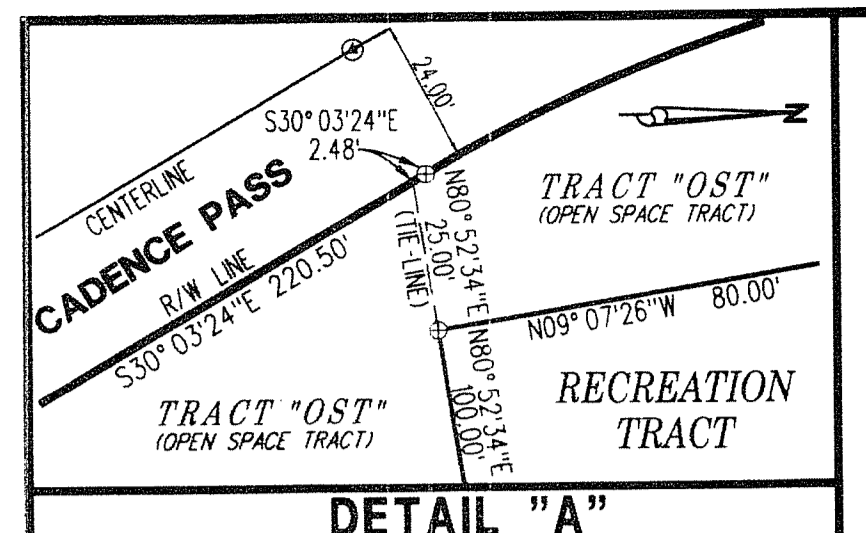 24.00'
S30° 03'24"E
2.48'
CENTERLINE
CADENCE PASS
R/W LINE
S30° 03'24"E 220.50'
N80° 52'34"E
25.00'
(TIE-LINE)
N
TRACT "OST"
(OPEN SPACE TRACT)
N09° 07'26"W 80.00'
N80° 52'34"E
100.00'
TRACT "OST"
(OPEN SPACE TRACT)
RECREATION
TRACT
DETAIL "A"